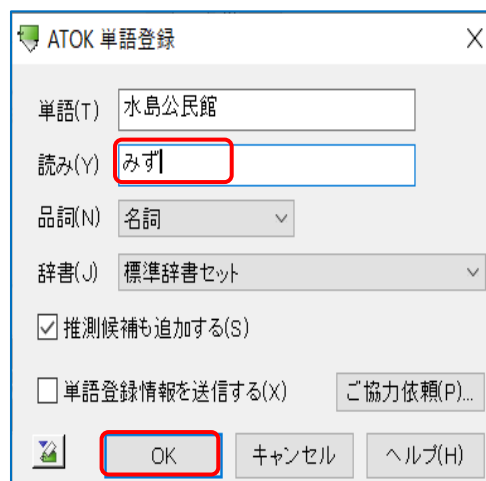 ATOK 単語登録
単語(T) 水島公民館
読み(Y) みず
品詞(N) 名詞
辞書(J) 標準辞書セット
推測候補も追加する(S)
単語登録情報を送信する(X) ご協力依頼(P)...
OK キャンセル ヘルプ(H)